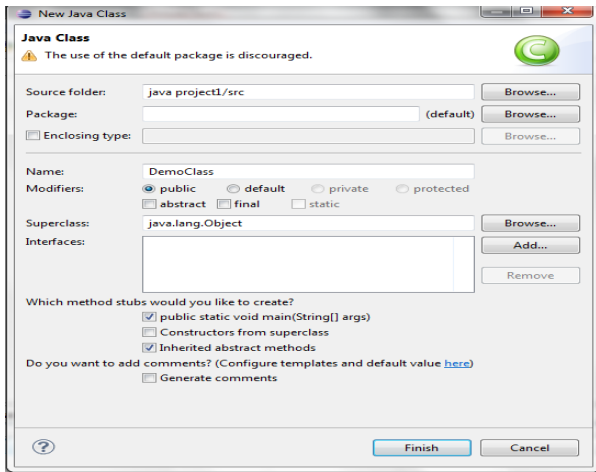 New Java Class
Java Class
The use of the default package is discouraged.
C
Source folder: java project1/src Browse...
Package: (default) Browse...
Enclosing type: Browse...
Name: DemoClass
Modifiers: public default private protected
abstract final static
Superclass: java.lang.Object Browse...
Interfaces: Add...
Remove
Which method stubs would you like to create?
public static void main(String[] args)
Constructors from superclass
Inherited abstract methods
Do you want to add comments? (Configure templates and default value here)
Generate comments
? Finish Cancel